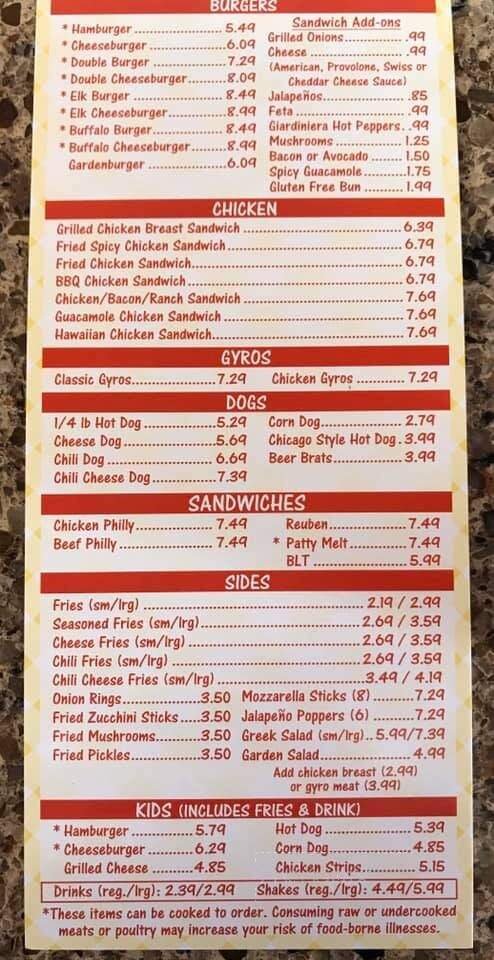 BURGERS
* Hamburger ........ 5.49
* Cheeseburger ........ 6.09
* Double Burger ........ 7.29
* Double Cheeseburger ........ 8.09
* Elk Burger ........ 8.49
* Elk Cheeseburger ........ 8.99
* Buffalo Burger ........ 8.49
* Buffalo Cheeseburger ........ 8.99
Gardenburger ........ 6.09
Sandwich Add-ons
Grilled Onions ........ .99
Cheese ........ .99
(American, Provolone, Swiss or
Cheddar Cheese Sauce)
Jalapeños ........ .85
Feta ........ .99
Giardiniera Hot Peppers. .99
Mushrooms ........ 1.25
Bacon or Avocado ........ 1.50
Spicy Guacamole ........ 1.75
Gluten Free Bun ........ 1.99
CHICKEN
Grilled Chicken Breast Sandwich ........ 6.39
Fried Spicy Chicken Sandwich ........ 6.79
Fried Chicken Sandwich ........ 6.79
BBQ Chicken Sandwich ........ 6.79
Chicken/Bacon/Ranch Sandwich ........ 7.69
Guacamole Chicken Sandwich ........ 7.69
Hawaiian Chicken Sandwich ........ 7.69
GYROS
Classic Gyros ........ 7.29 Chicken Gyros ........ 7.29
DOGS
1/4 lb Hot Dog ........ 5.29
Cheese Dog ........ 5.69
Chili Dog ........ 6.69
Chili Cheese Dog ........ 7.39
Corn Dog ........ 2.79
Chicago Style Hot Dog . 3.99
Beer Brats ........ 3.99
SANDWICHES
Chicken Philly ........ 7.49
Beef Philly ........ 7.49
Reuben ........ 7.49
* Patty Melt ........ 7.49
BLT ........ 5.99
SIDES
Fries (sm/lrg) ........ 2.19 / 2.99
Seasoned Fries (sm/lrg) ........ 2.69 / 3.59
Cheese Fries (sm/lrg) ........ 2.69 / 3.59
Chili Fries (sm/lrg) ........ 2.69 / 3.59
Chili Cheese Fries (sm/lrg) ........ 3.49 / 4.19
Onion Rings ........ 3.50
Fried Zucchini Sticks ..... 3.50
Fried Mushrooms ........ 3.50
Fried Pickles ........ 3.50
Mozzarella Sticks (8) ........ 7.29
Jalapeño Poppers (6) ........ 7.29
Greek Salad (sm/lrg).. 5.99/7.39
Garden Salad ........ 4.99
Add chicken breast (2.99)
or gyro meat (3.99)
KIDS (INCLUDES FRIES & DRINK)
* Hamburger ........ 5.79
* Cheeseburger ........ 6.29
Grilled Cheese ........ 4.85
Hot Dog ........ 5.39
Corn Dog ........ 4.85
Chicken Strips ........ 5.15
Drinks (reg./lrg): 2.39/2.99 Shakes (reg./lrg): 4.49/5.99
*These items can be cooked to order. Consuming raw or undercooked
meats or poultry may increase your risk of food-borne illnesses.